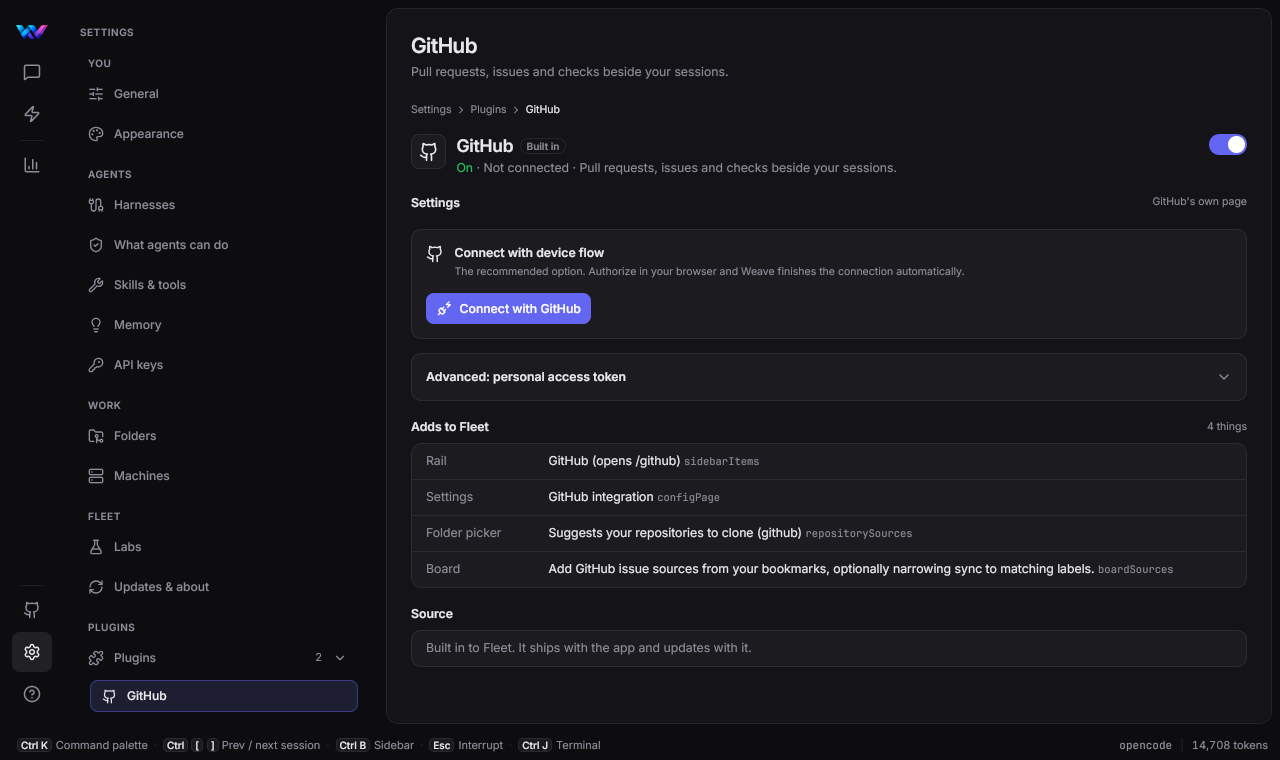 SETTINGS
YOU
General
Appearance
AGENTS
Harnesses
What agents can do
Skills & tools
Memory
API keys
WORK
Folders
Machines
FLEET
Labs
Updates & about
PLUGINS
Plugins 2
GitHub
GitHub
Pull requests, issues and checks beside your sessions.
Settings > Plugins > GitHub
GitHub Built in
On · Not connected · Pull requests, issues and checks beside your sessions.
Settings GitHub's own page
Connect with device flow
The recommended option. Authorize in your browser and Weave finishes the connection automatically.
Connect with GitHub
Advanced: personal access token
Adds to Fleet 4 things
Rail GitHub (opens /github) sidebarItems
Settings GitHub integration configPage
Folder picker Suggests your repositories to clone (github) repositorySources
Board Add GitHub issue sources from your bookmarks, optionally narrowing sync to matching labels. boardSources
Source
Built in to Fleet. It ships with the app and updates with it.
Ctrl K Command palette · Ctrl [ ] Prev / next session · Ctrl B Sidebar · Esc Interrupt · Ctrl J Terminal opencode 14,708 tokens